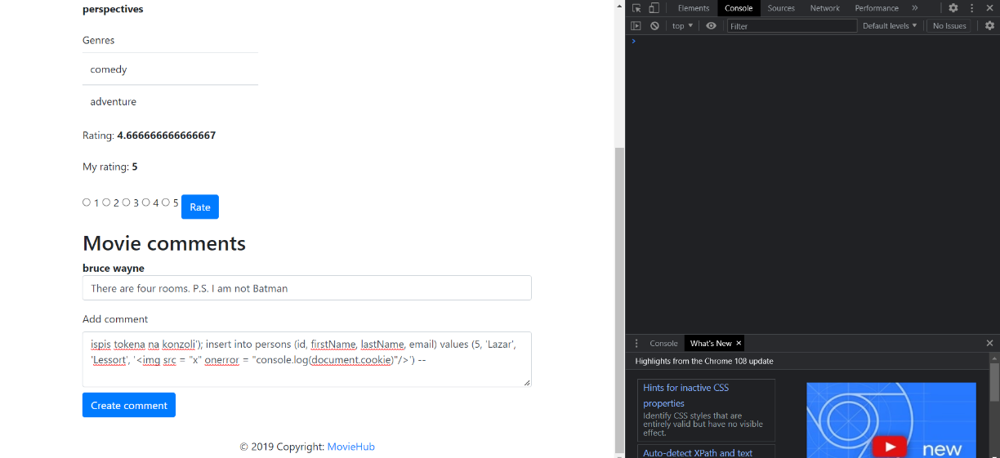 perspectives
Genres
comedy
adventure
Rating: 4.666666666666667
My rating: 5
1 2 3 4 5 Rate
Movie comments
bruce wayne
There are four rooms. P.S. I am not Batman
Add comment
ispis tokena na konzoli'); insert into persons (id, firstName, lastName, email) values (5, 'Lazar',
'Lessort', '<img src = "x" onerror = "console.log(document.cookie)"/>') --
Create comment
© 2019 Copyright: MovieHub
Elements Console Sources Network Performance »
top Filter Default levels No Issues
Console What's New
Highlights from the Chrome 108 update
Hints for inactive CSS
properties
Identify CSS styles that are
entirely valid but have no visible
effect.
Auto-detect XPath and text
new